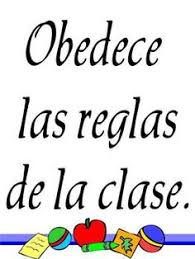 Obedece
las reglas
de la clase.